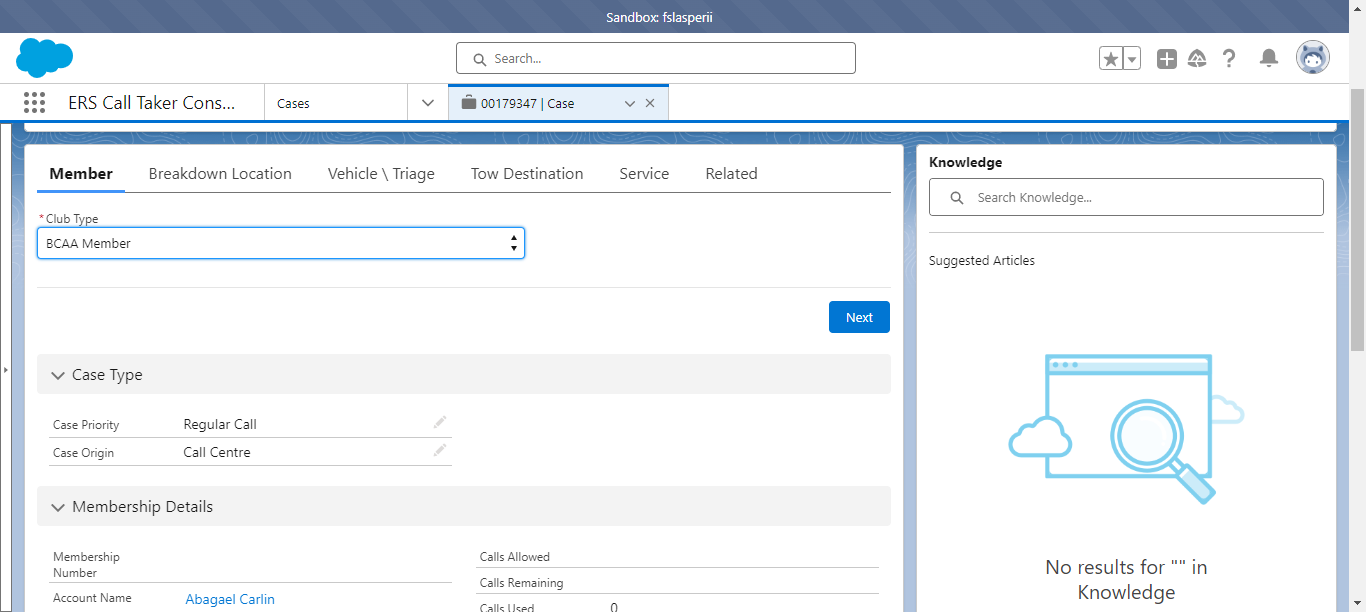 Sandbox: fslasperii
Search...
ERS Call Taker Cons...
Cases
00179347 | Case
Member
Breakdown Location
Vehicle \ Triage
Tow Destination
Service
Related
*Club Type
BCAA Member
Next
Case Type
Case Priority
Regular Call
Case Origin
Call Centre
Membership Details
Membership
Number
Account Name
Abagael Carlin
Calls Allowed
Calls Remaining
Calls Used
0
Knowledge
Search Knowledge...
Suggested Articles
No results for "" in
Knowledge